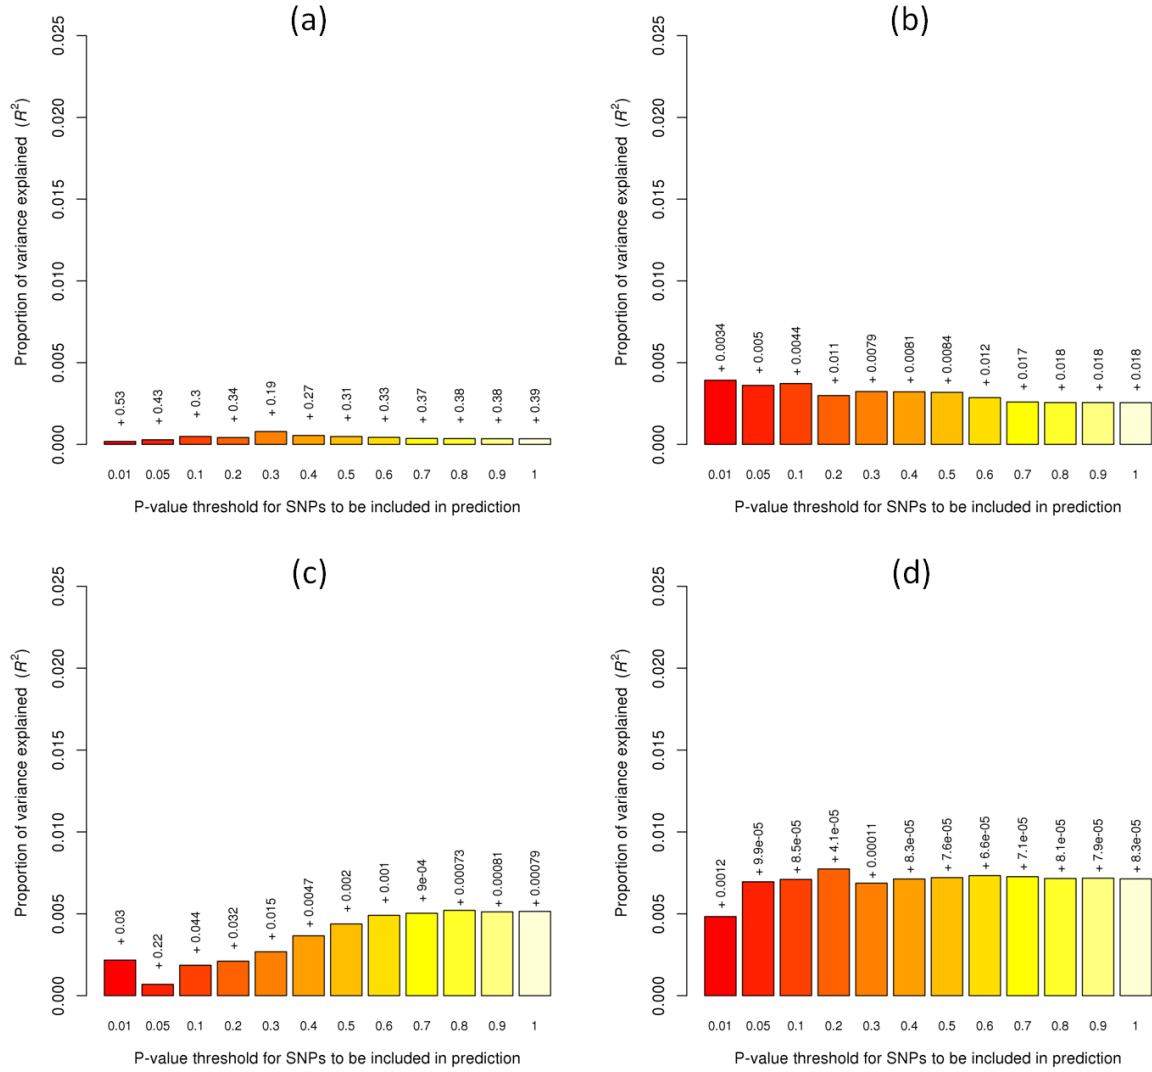 (a)
Proportion of variance explained (R²)
0.025
0.020
0.015
0.010
0.005
0.000
+ 0.53
+ 0.43
+ 0.3
+ 0.34
+ 0.19
+ 0.27
+ 0.31
+ 0.33
+ 0.37
+ 0.38
+ 0.38
+ 0.39
0.01 0.05 0.1 0.2 0.3 0.4 0.5 0.6 0.7 0.8 0.9 1
P-value threshold for SNPs to be included in prediction
(b)
Proportion of variance explained (R²)
0.025
0.020
0.015
0.010
0.005
0.000
+ 0.0034
+ 0.005
+ 0.0044
+ 0.011
+ 0.0079
+ 0.0081
+ 0.0084
+ 0.012
+ 0.017
+ 0.018
+ 0.018
+ 0.018
0.01 0.05 0.1 0.2 0.3 0.4 0.5 0.6 0.7 0.8 0.9 1
P-value threshold for SNPs to be included in prediction
(c)
Proportion of variance explained (R²)
0.025
0.020
0.015
0.010
0.005
0.000
+ 0.03
+ 0.22
+ 0.044
+ 0.032
+ 0.015
+ 0.0047
+ 0.002
+ 0.001
+ 9e-04
+ 0.00073
+ 0.00081
+ 0.00079
0.01 0.05 0.1 0.2 0.3 0.4 0.5 0.6 0.7 0.8 0.9 1
P-value threshold for SNPs to be included in prediction
(d)
Proportion of variance explained (R²)
0.025
0.020
0.015
0.010
0.005
0.000
+ 0.0012
+ 9.9e-05
+ 8.5e-05
+ 4.1e-05
+ 0.00011
+ 8.3e-05
+ 7.6e-05
+ 6.6e-05
+ 7.1e-05
+ 8.1e-05
+ 7.9e-05
+ 8.3e-05
0.01 0.05 0.1 0.2 0.3 0.4 0.5 0.6 0.7 0.8 0.9 1
P-value threshold for SNPs to be included in prediction